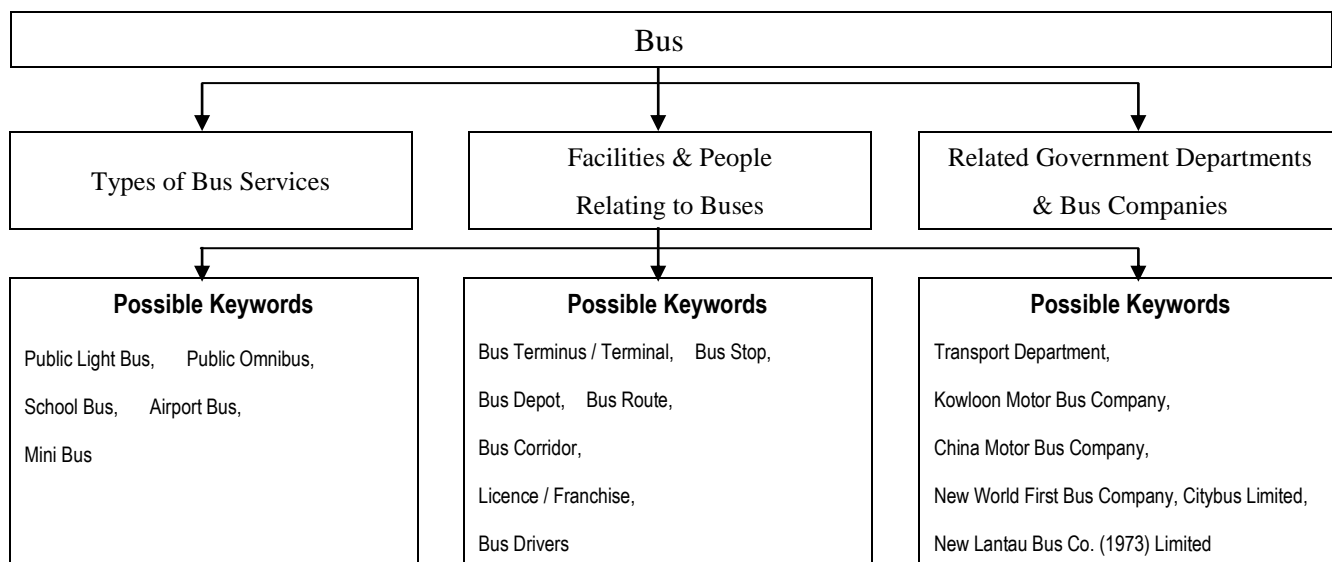 Bus
Types of Bus Services
Facilities & People
Relating to Buses
Related Government Departments
& Bus Companies
Possible Keywords
Public Light Bus, Public Omnibus,
School Bus, Airport Bus,
Mini Bus
Possible Keywords
Bus Terminus / Terminal, Bus Stop,
Bus Depot, Bus Route,
Bus Corridor,
Licence / Franchise,
Bus Drivers
Possible Keywords
Transport Department,
Kowloon Motor Bus Company,
China Motor Bus Company,
New World First Bus Company, Citybus Limited,
New Lantau Bus Co. (1973) Limited